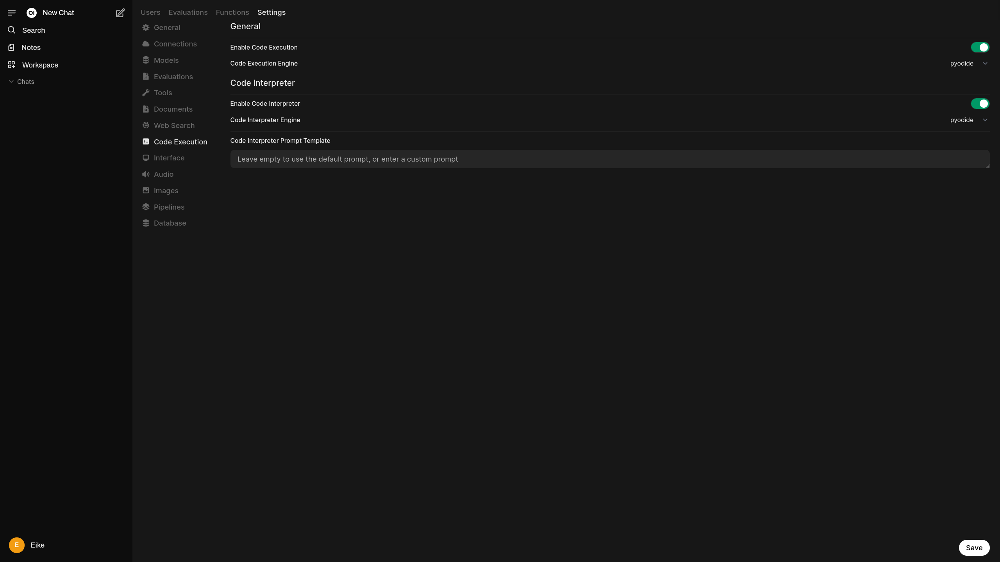 New Chat
Search
Notes
Workspace
Chats
E
Eike
Users Evaluations Functions Settings
General
Connections
Models
Evaluations
Tools
Documents
Web Search
Code Execution
Interface
Audio
Images
Pipelines
Database
General
Enable Code Execution
Code Execution Engine pyodide
Code Interpreter
Enable Code Interpreter
Code Interpreter Engine pyodide
Code Interpreter Prompt Template
Leave empty to use the default prompt, or enter a custom prompt
Save